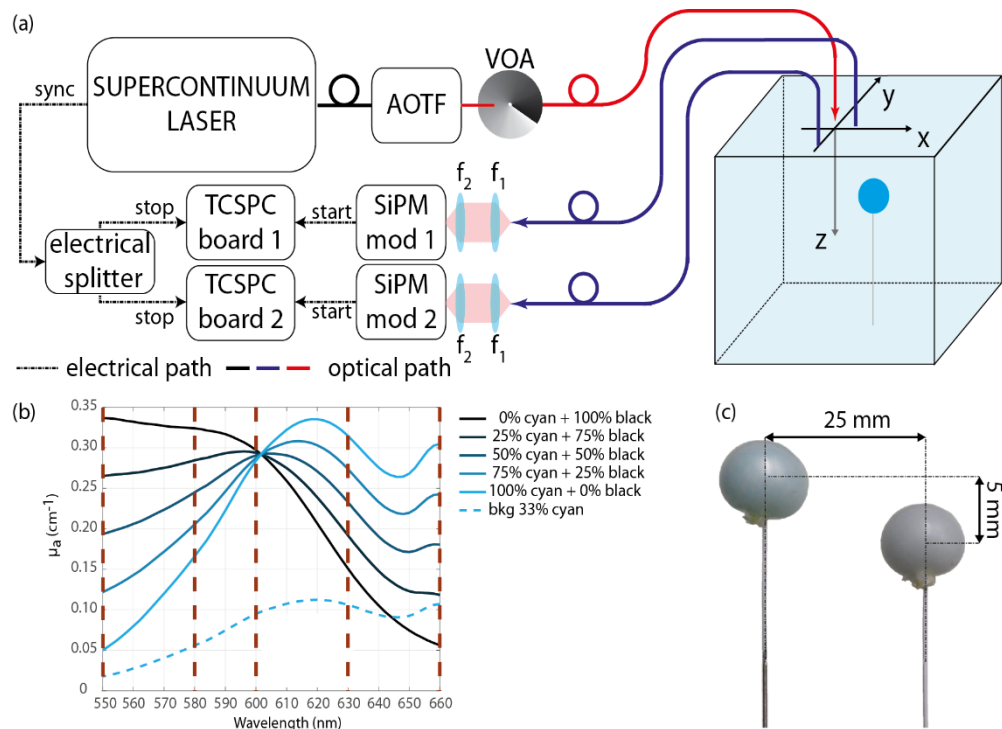 (a)
sync
SUPERCONTINUUM
LASER
AOTF
VOA
y
x
z
f2 f1
stop
TCSPC
board 1
start
SiPM
mod 1
electrical
splitter
stop
TCSPC
board 2
start
SiPM
mod 2
f2 f1
electrical path
optical path
(b)
μa (cm-1)
0.35
0.30
0.25
0.20
0.15
0.10
0.05
0
550 560 570 580 590 600 610 620 630 640 650 660
Wavelength (nm)
0% cyan + 100% black
25% cyan + 75% black
50% cyan + 50% black
75% cyan + 25% black
100% cyan + 0% black
bkg 33% cyan
(c)
25 mm
5 mm